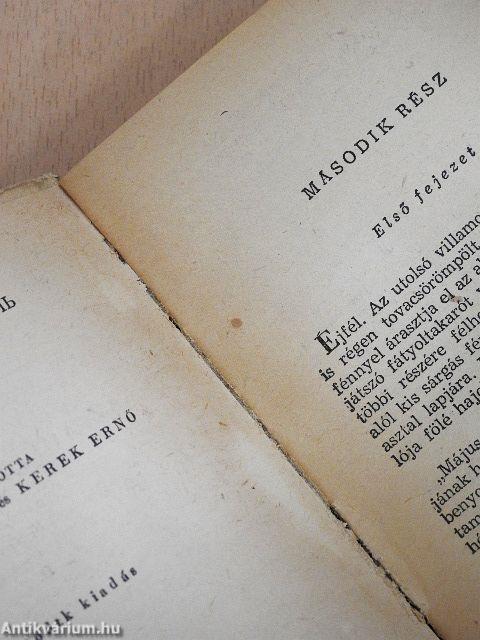 Ь
OTTA
és KEREK ERNŐ
kiadás
MÁSODIK RÉSZ
Első fejezet
Éjfél. Az utolsó villamo
is régen tovacsörömpölt
fénnyel árasztja el az a
játszó fátyoltakarót v
többi részére félho
alól kis sárgás fé
asztal lapjára.
lója fölé hajo
„Május
jának h
benyo
tam
hé
Antikvárium.hu